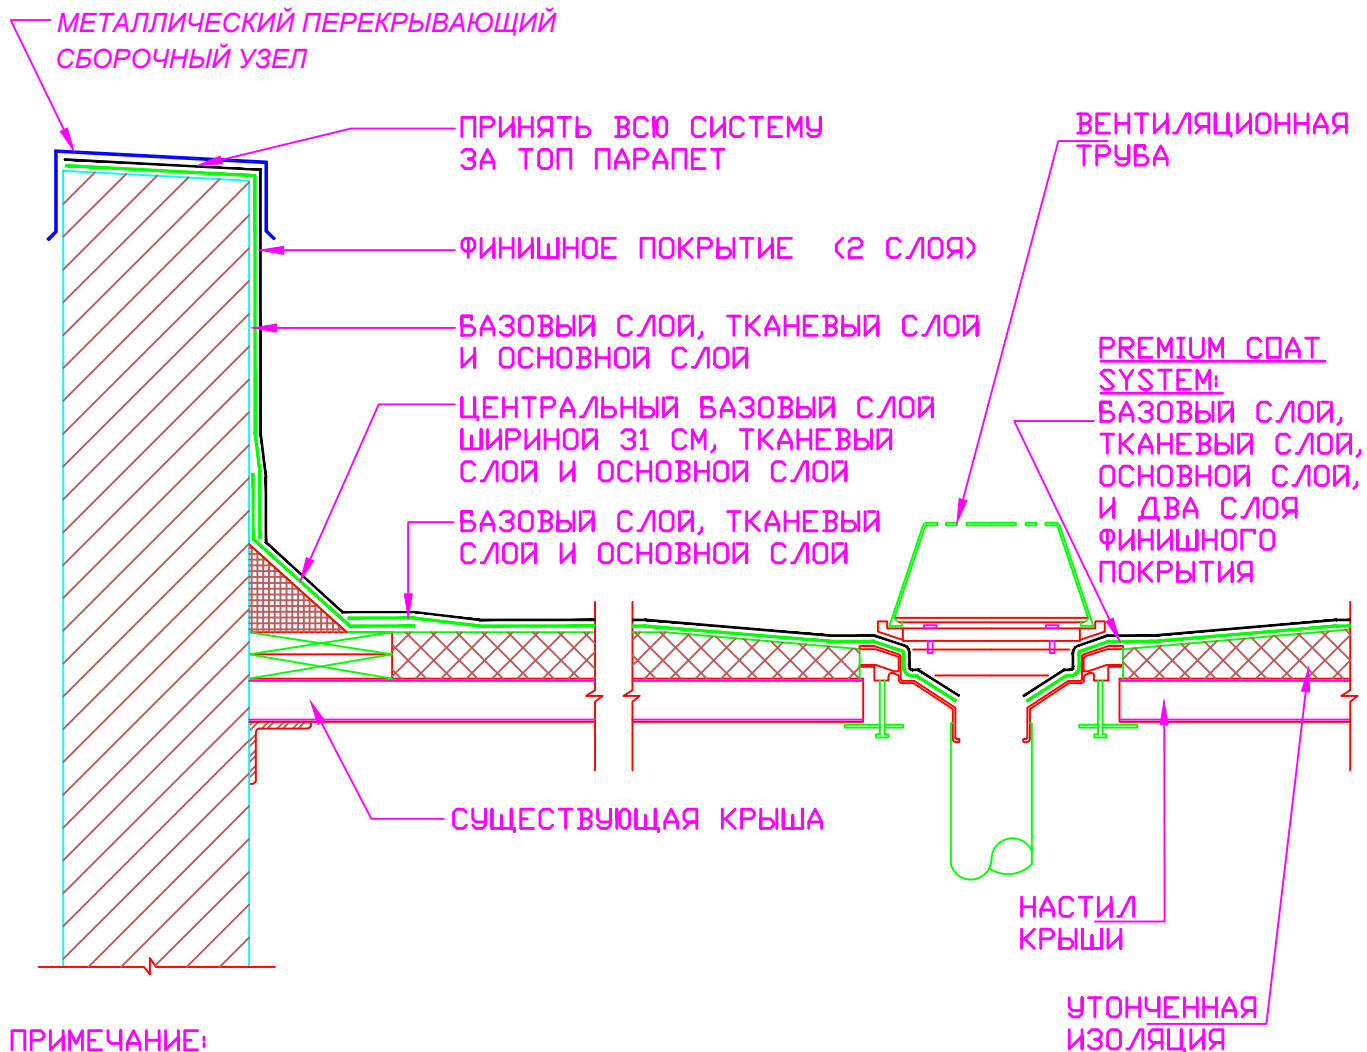 МЕТАЛЛИЧЕСКИЙ ПЕРЕКРЫВАЮЩИЙ
СБОРОЧНЫЙ УЗЕЛ
ПРИНЯТЬ ВСЮ СИСТЕМУ
ЗА ТОП ПАРАПЕТ
ВЕНТИЛЯЦИОННАЯ
ТРУБА
ФИНИШНОЕ ПОКРЫТИЕ (2 СЛОЯ)
БАЗОВЫЙ СЛОЙ, ТКАНЕВЫЙ СЛОЙ
И ОСНОВНОЙ СЛОЙ
ЦЕНТРАЛЬНЫЙ БАЗОВЫЙ СЛОЙ
ШИРИНОЙ 31 СМ, ТКАНЕВЫЙ
СЛОЙ И ОСНОВНОЙ СЛОЙ
БАЗОВЫЙ СЛОЙ, ТКАНЕВЫЙ
СЛОЙ И ОСНОВНОЙ СЛОЙ
PREMIUM COAT
SYSTEM:
БАЗОВЫЙ СЛОЙ,
ТКАНЕВЫЙ СЛОЙ,
ОСНОВНОЙ СЛОЙ,
И ДВА СЛОЯ
ФИНИШНОГО
ПОКРЫТИЯ
СУЩЕСТВУЮЩАЯ КРЫША
НАСТИЛ
КРЫШИ
УТОНЧЕННАЯ
ИЗОЛЯЦИЯ
ПРИМЕЧАНИЕ: